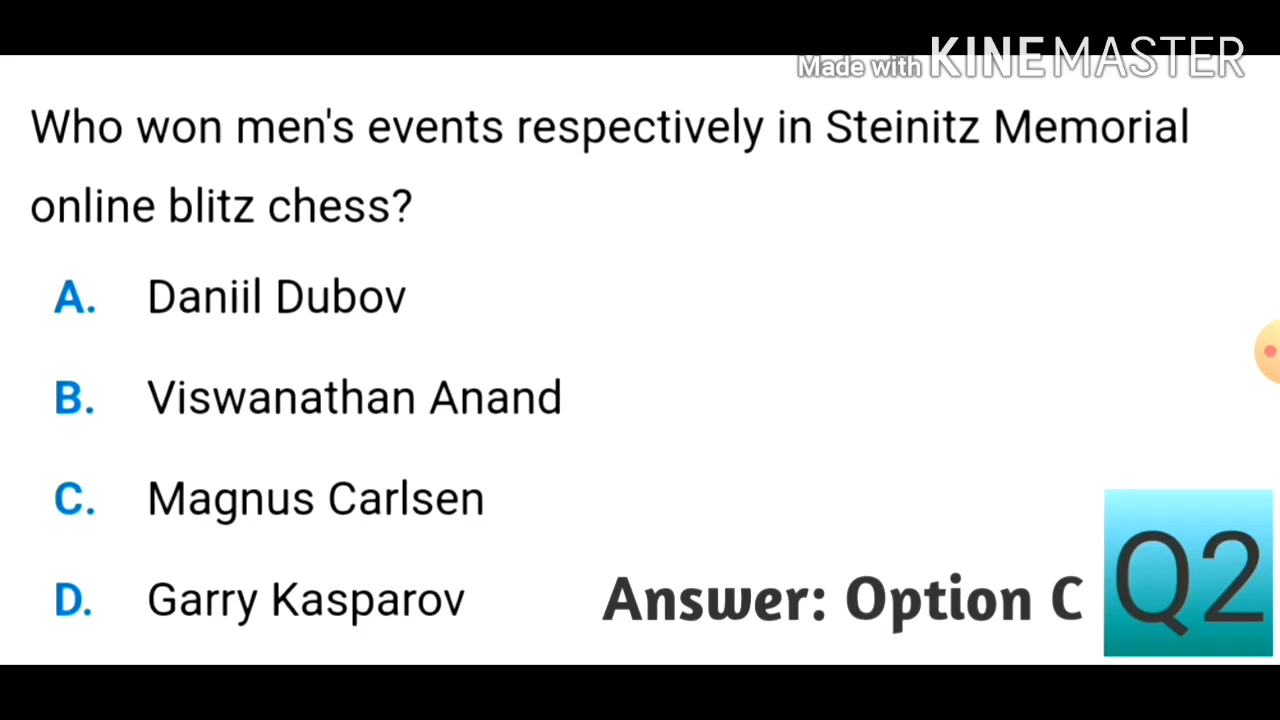 Made with KINEMASTER
Who won men's events respectively in Steinitz Memorial
online blitz chess?
A. Daniil Dubov
B. Viswanathan Anand
C. Magnus Carlsen
D. Garry Kasparov
Answer: Option C
Q2